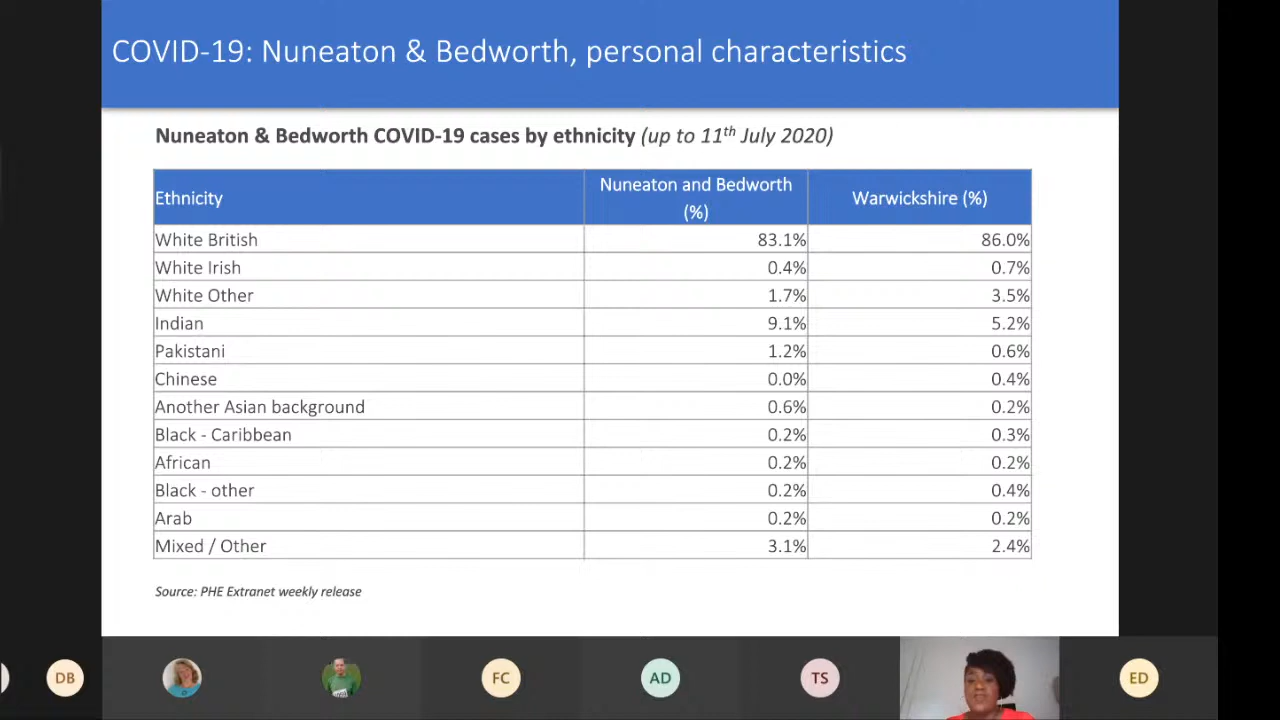 COVID-19: Nuneaton & Bedworth, personal characteristics
Nuneaton & Bedworth COVID-19 cases by ethnicity (up to 11th July 2020)
Ethnicity Nuneaton and Bedworth (%) Warwickshire (%)
White British 83.1% 86.0%
White Irish 0.4% 0.7%
White Other 1.7% 3.5%
Indian 9.1% 5.2%
Pakistani 1.2% 0.6%
Chinese 0.0% 0.4%
Another Asian background 0.6% 0.2%
Black - Caribbean 0.2% 0.3%
African 0.2% 0.2%
Black - other 0.2% 0.4%
Arab 0.2% 0.2%
Mixed / Other 3.1% 2.4%
Source: PHE Extranet weekly release
DB FC AD TS ED